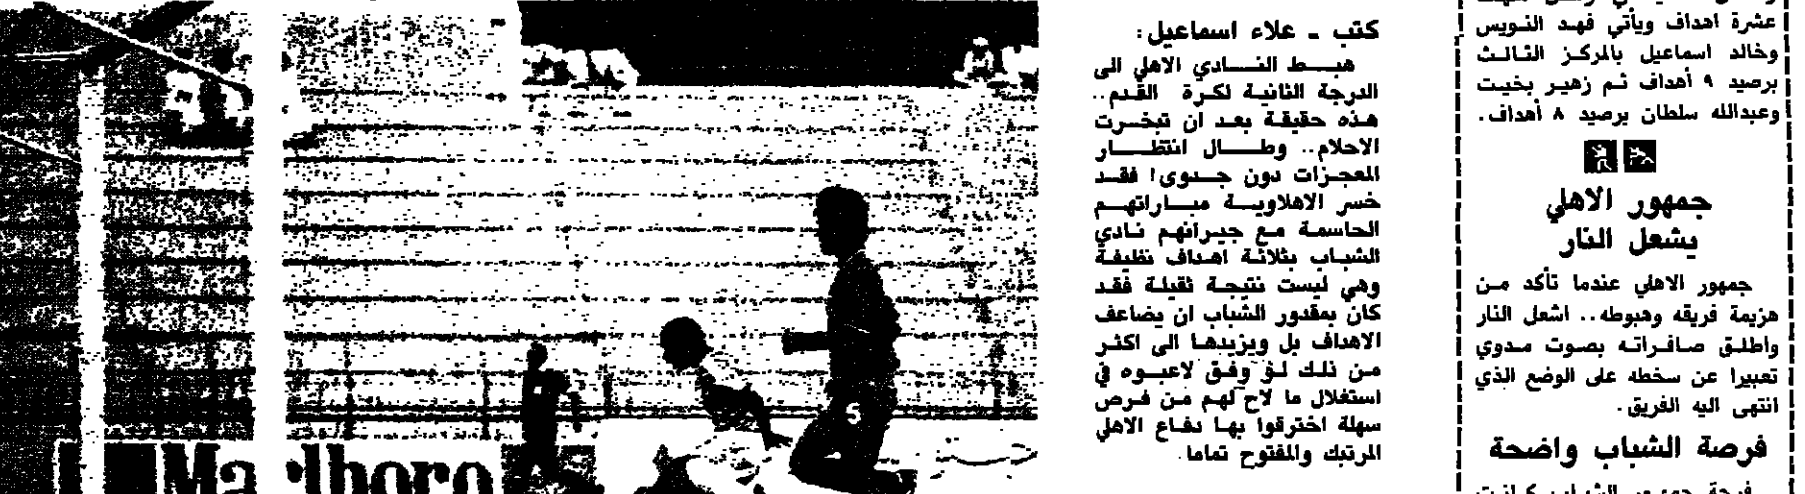 عشرة اهداف ويأتي فهد النويس
وخالد اسماعيل بالمركز الثالث
برصيد ٩ أهداف ثم زهير بخيت
وعبدالله سلطان برصيد ٨ أهداف.
جمهور الاهلي
يشعل النار
جمهور الاهلي عندما تأكد من
هزيمة فريقه وهبوطه.. اشعل النار
واطلق صافراته بصوت مدوي
تعبيرا عن سخطه على الوضع الذي
انتهى اليه الفريق.
فرصة الشباب واضحة
كتب - علاء اسماعيل:
هبط النادي الاهلي الى
الدرجة الثانية لكرة القدم..
هذه حقيقة بعد ان تبخرت
الاحلام.. وطال انتظار
المعجزات دون جدوى! فقد
خسر الاهلاوية مباراتهم
الحاسمة مع جيرانهم نادي
الشباب بثلاثة اهداف نظيفة
وهي ليست نتيجة ثقيلة فقد
كان بمقدور الشباب ان يضاعف
الاهداف بل ويزيدها الى اكثر
من ذلك لو وفق لاعبوه في
استغلال ما لاح لهم من فرص
سهلة اخترقوا بها دفاع الاهلي
المرتبك والمفتوح تماما.
5
Marlboro